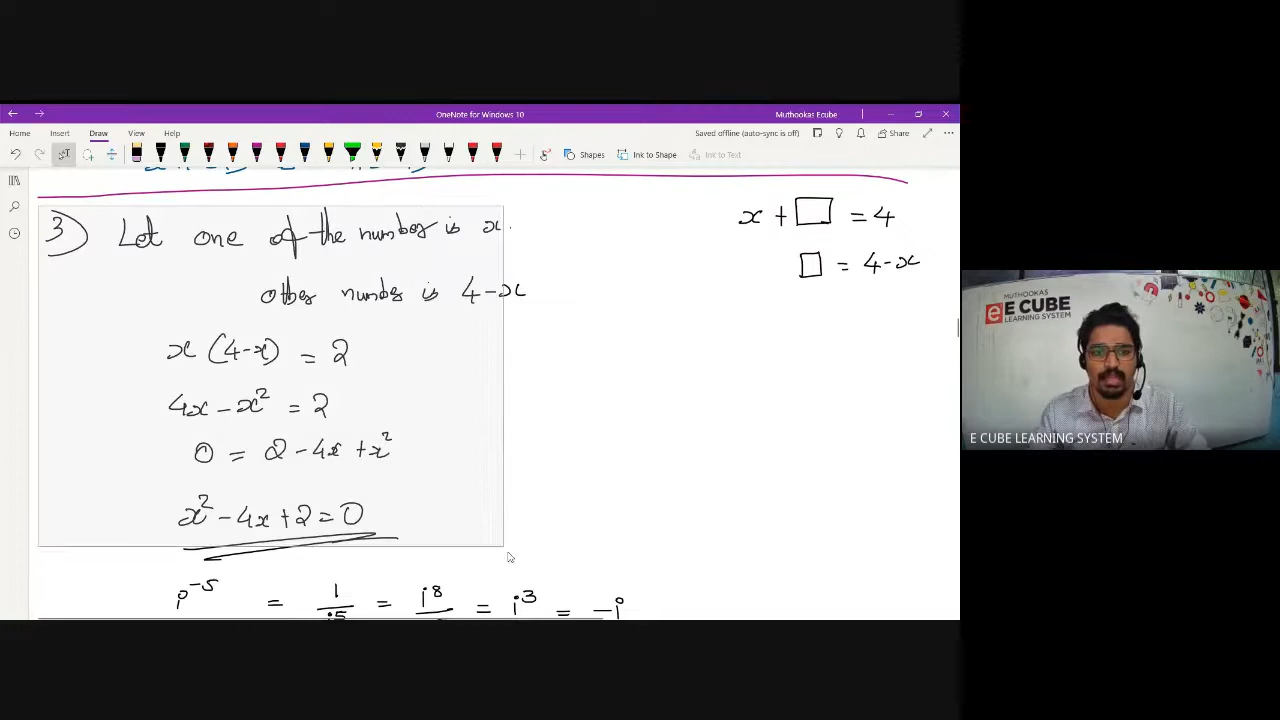 OneNote for Windows 10
Muthookas Ecube
Home Insert Draw View Help
Saved offline (auto-sync is off)
Share
Shapes
Ink to Shape
Ink to Text
3) Let one of the number is x.
other number is 4-x
x (4-x) = 2
4x - x² = 2
0 = 2 - 4x + x²
x² - 4x + 2 = 0
i⁻⁵ = 1/i⁵ = i⁸ = i³ = -i
x + □ = 4
□ = 4-x
MUTHOOKAS
e E CUBE
LEARNING SYSTEM
E CUBE LEARNING SYSTEM